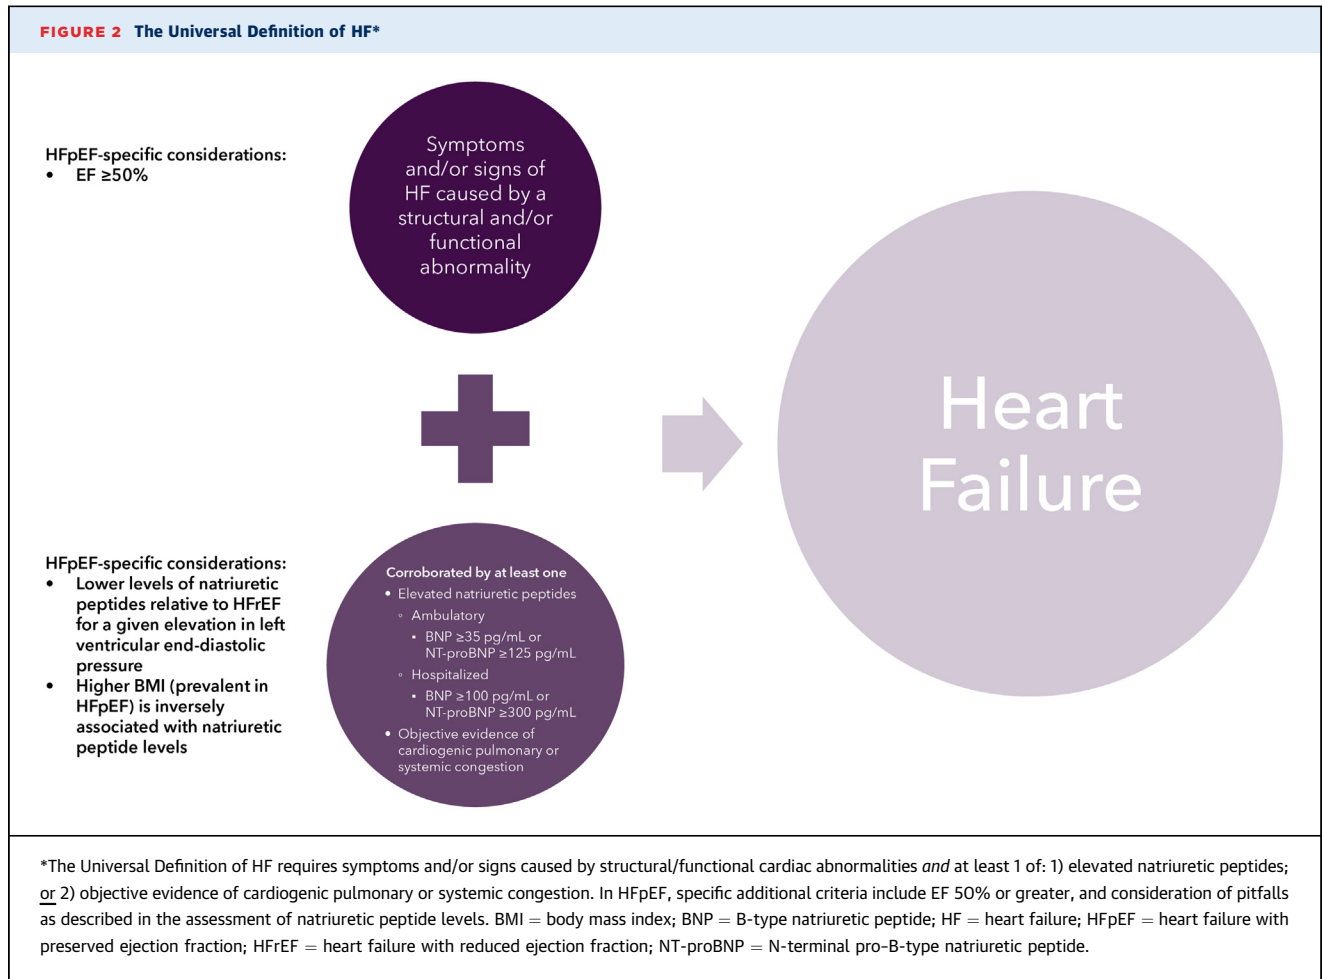 FIGURE 2 The Universal Definition of HF*
HFpEF-specific considerations:
• EF ≥50%
Symptoms
and/or signs of
HF caused by a
structural and/or
functional
abnormality
Heart
Failure
HFpEF-specific considerations:
• Lower levels of natriuretic
peptides relative to HFrEF
for a given elevation in left
ventricular end-diastolic
pressure
• Higher BMI (prevalent in
HFpEF) is inversely
associated with natriuretic
peptide levels
Corroborated by at least one
• Elevated natriuretic peptides
◦ Ambulatory
▪ BNP ≥35 pg/mL or
NT-proBNP ≥125 pg/mL
◦ Hospitalized
▪ BNP ≥100 pg/mL or
NT-proBNP ≥300 pg/mL
• Objective evidence of
cardiogenic pulmonary or
systemic congestion
*The Universal Definition of HF requires symptoms and/or signs caused by structural/functional cardiac abnormalities and at least 1 of: 1) elevated natriuretic peptides;
or 2) objective evidence of cardiogenic pulmonary or systemic congestion. In HFpEF, specific additional criteria include EF 50% or greater, and consideration of pitfalls
as described in the assessment of natriuretic peptide levels. BMI = body mass index; BNP = B-type natriuretic peptide; HF = heart failure; HFpEF = heart failure with
preserved ejection fraction; HFrEF = heart failure with reduced ejection fraction; NT-proBNP = N-terminal pro-B-type natriuretic peptide.